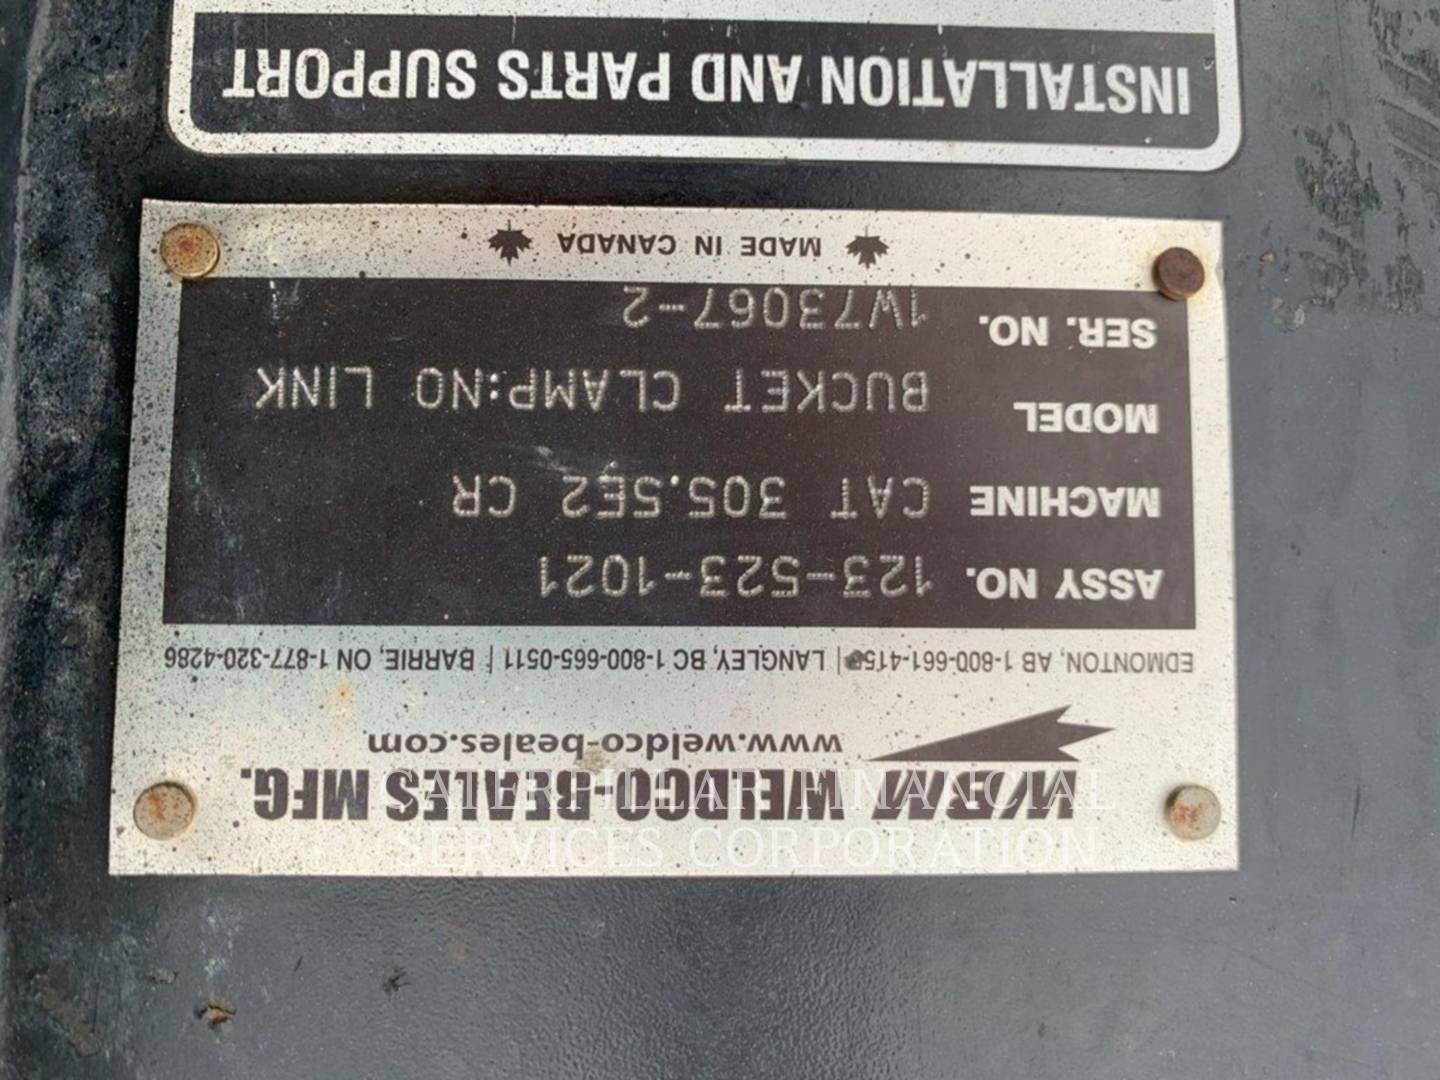 WBM WELDCO-BEALES MFG.
www.weldco-beales.com
EDMONTON, AB 1-800-661-4150 | LANGLEY, BC 1-800-665-0511 | BARRIE, ON 1-877-320-4286
ASSY NO. 123-523-1021
MACHINE CAT 305.5E2 CR
MODEL BUCKET CLAMP:NO LINK
SER. NO. 1W73067-2
MADE IN CANADA
INSTALLATION AND PARTS SUPPORT
CATERPILLAR FINANCIAL
SERVICES CORPORATION